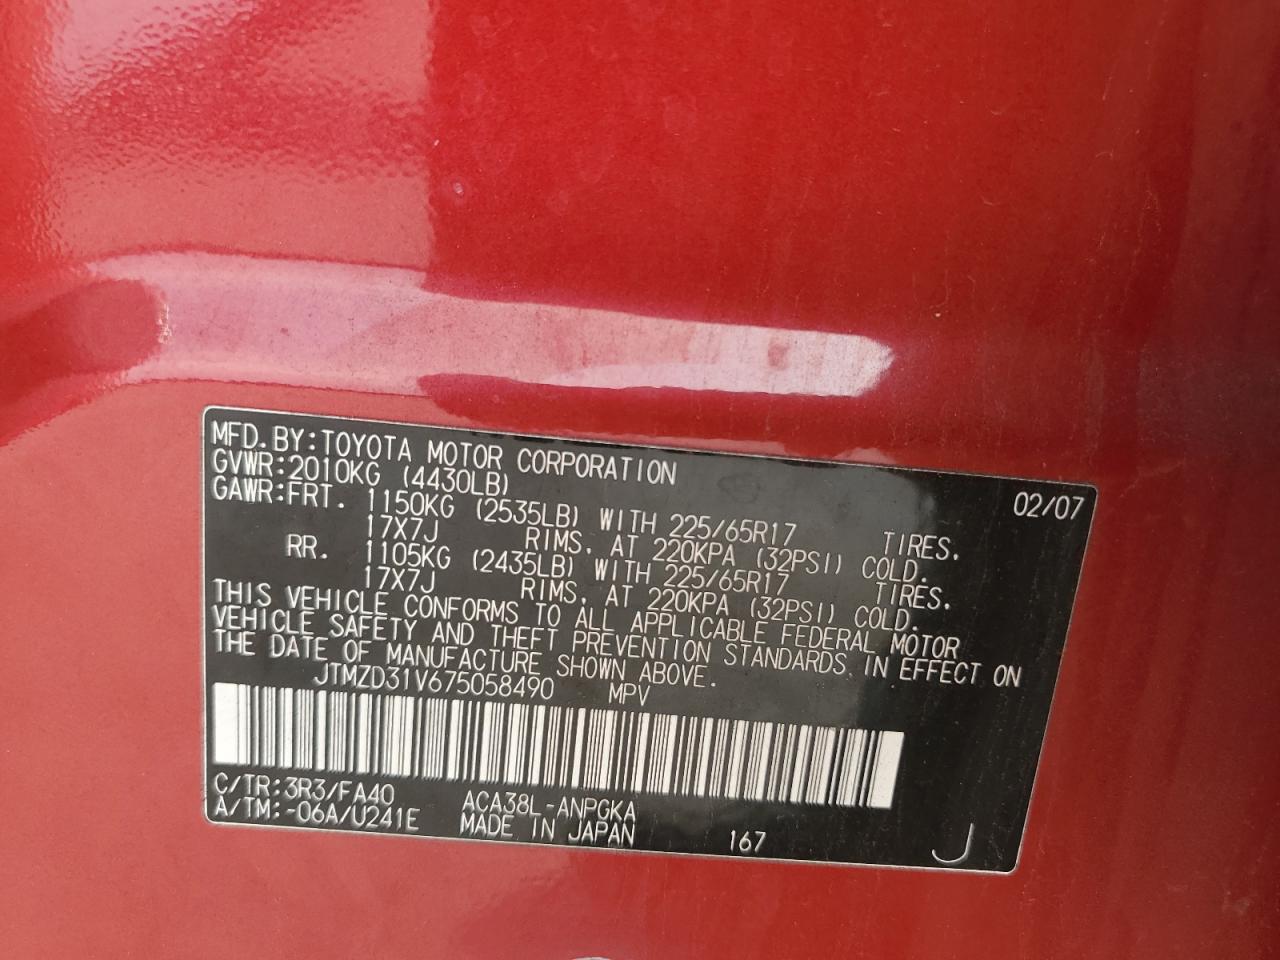 MFD.BY:TOYOTA MOTOR CORPORATION 02/07
GVWR:2010KG (4430LB)
GAWR:FRT. 1150KG (2535LB) WITH 225/65R17 TIRES.
17X7J RIMS. AT 220KPA (32PSI) COLD.
RR. 1105KG (2435LB) WITH 225/65R17 TIRES.
17X7J RIMS. AT 220KPA (32PSI) COLD.
THIS VEHICLE CONFORMS TO ALL APPLICABLE FEDERAL MOTOR
VEHICLE SAFETY AND THEFT PREVENTION STANDARDS IN EFFECT ON
THE DATE OF MANUFACTURE SHOWN ABOVE.
JTMZD31V675058490 MPV
C/TR:3R3/FA40 ACA38L-ANPGKA
A/TM:-06A/U241E MADE IN JAPAN 167 J